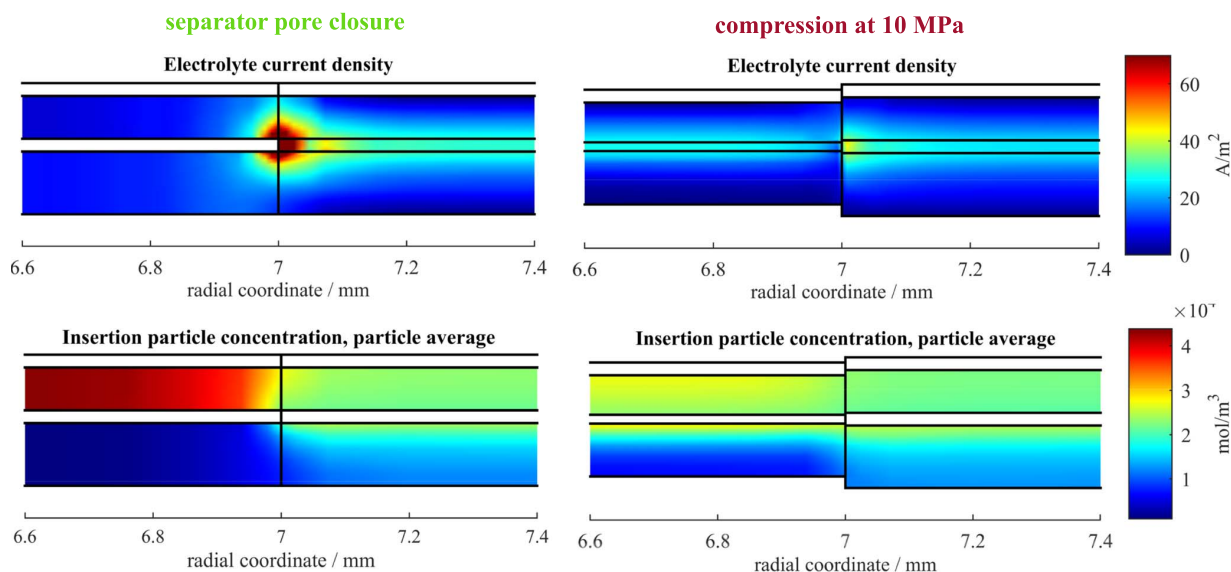 separator pore closure
compression at 10 MPa
Electrolyte current density
Electrolyte current density
60
40
20
0
A/m²
6.6 6.8 7 7.2 7.4
radial coordinate / mm
6.6 6.8 7 7.2 7.4
radial coordinate / mm
Insertion particle concentration, particle average
Insertion particle concentration, particle average
4
3
2
1
mol/m³
6.6 6.8 7 7.2 7.4
radial coordinate / mm
6.6 6.8 7 7.2 7.4
radial coordinate / mm